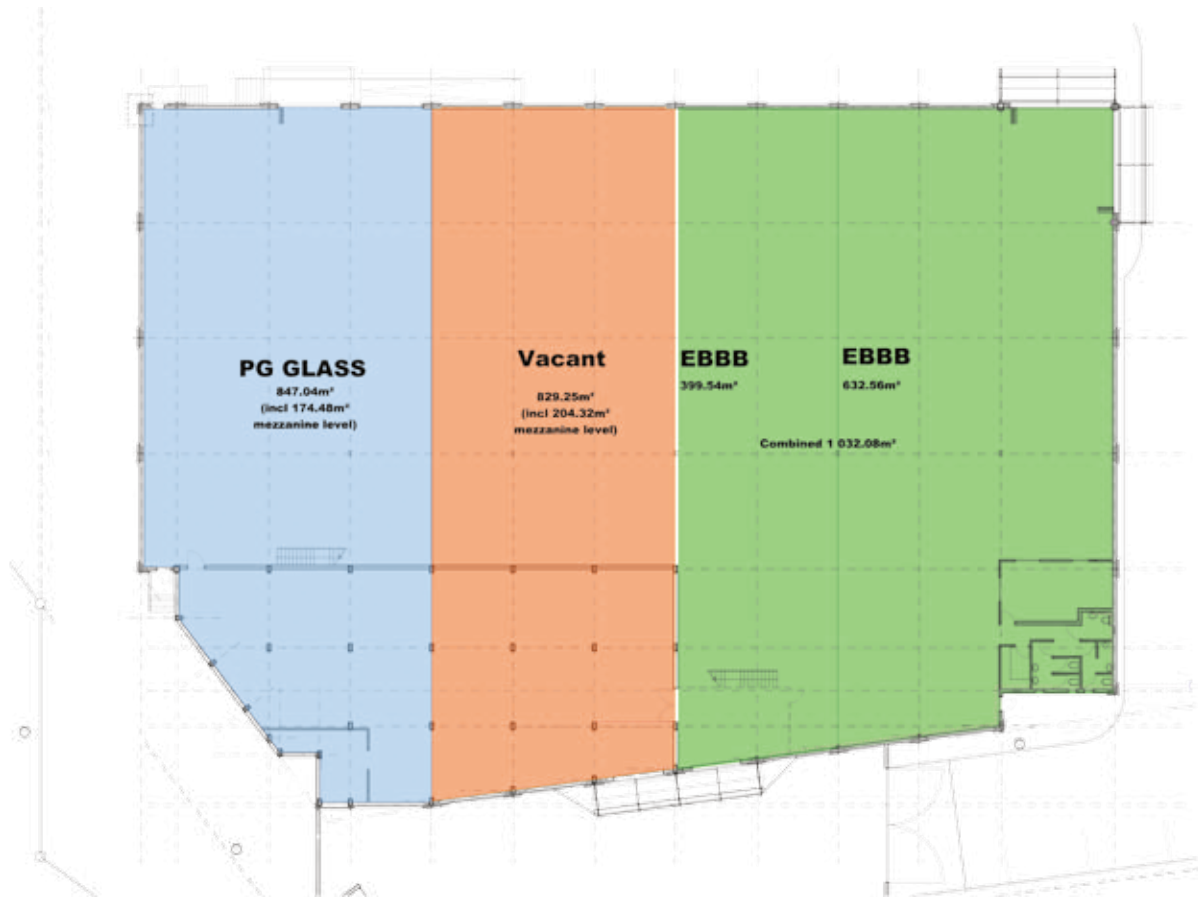 PG GLASS
847.04m²
(incl 174.48m²
mezzanine level)
Vacant
829.25m²
(incl 204.32m²
mezzanine level)
EBBB
399.54m²
EBBB
632.56m²
Combined 1 032.08m²